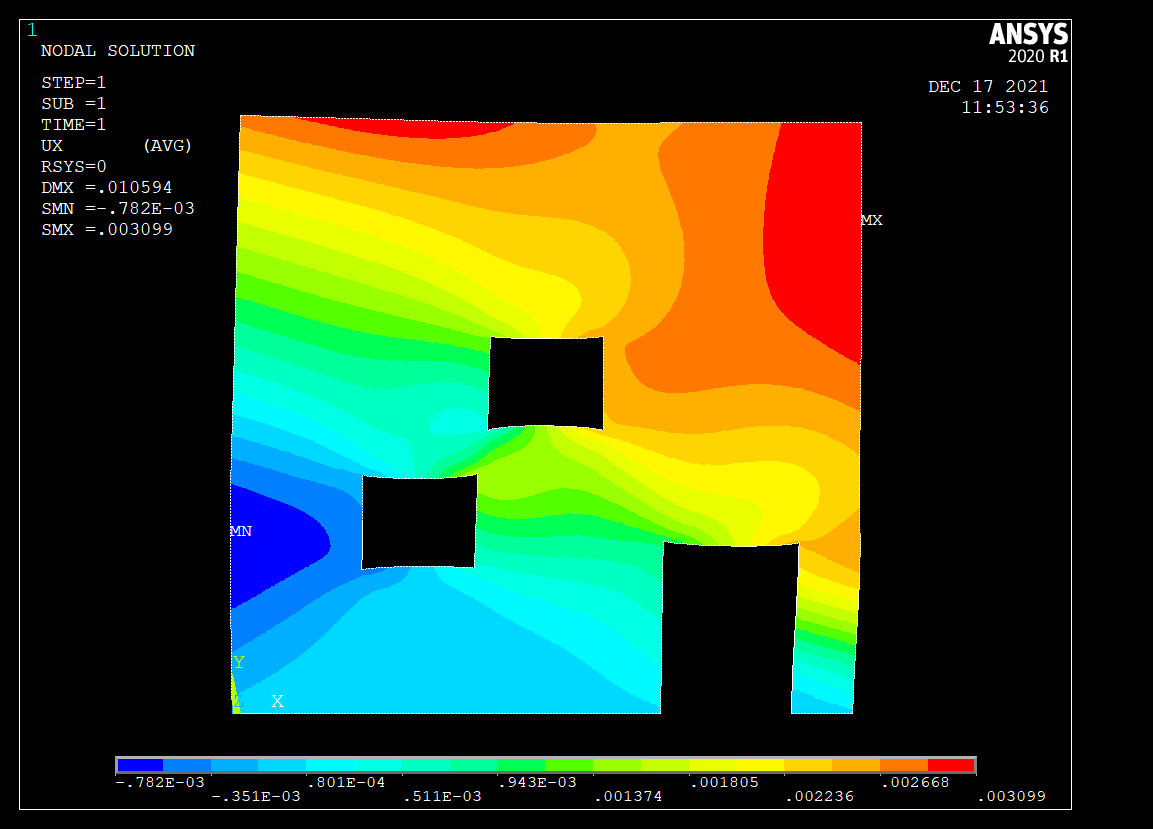 1
ANSYS
2020 R1
NODAL SOLUTION
STEP=1
SUB =1
TIME=1
UX (AVG)
RSYS=0
DMX =.010594
SMN =-.782E-03
SMX =.003099
DEC 17 2021
11:53:36
MX
MN
Y
X
-.782E-03 .801E-04 .943E-03 .001805 .002668
-.351E-03 .511E-03 .001374 .002236 .003099